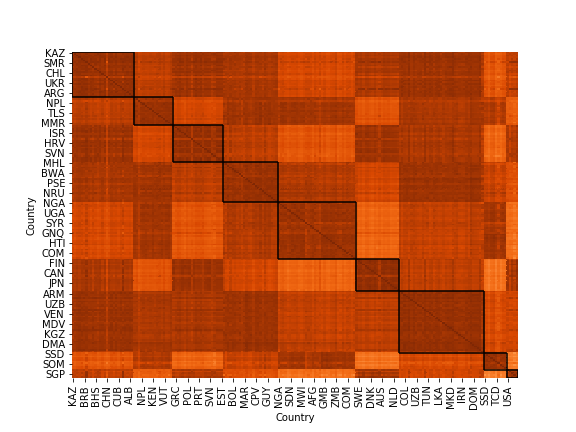 Country
KAZ
SMR
CHL
UKR
ARG
NPL
TLS
MMR
ISR
HRV
SVN
MHL
BWA
PSE
NRU
NGA
UGA
SYR
GNQ
HTI
COM
FIN
CAN
JPN
ARM
UZB
VEN
MDV
KGZ
DMA
SSD
SOM
SGP
KAZ BRB BHS CHN CUB ALB NPL KEN VUT GRC POL PRT SVN EST BOL MAR CPV GUY NGA SDN MWI AFG GMB ZMB COM SWE DNK AUS NLD COL UZB TUN LKA MKD IRN DOM SSD TCD USA
Country